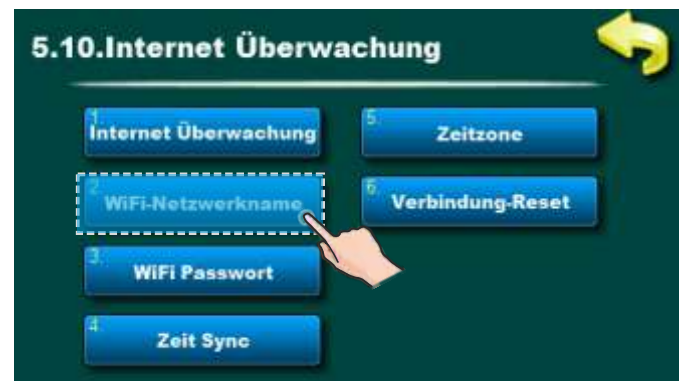 5.10.Internet Überwachung
1.
Internet Überwachung
2.
WiFi-Netzwerkname
3.
WiFi Passwort
4.
Zeit Sync
5.
Zeitzone
6.
Verbindung-Reset